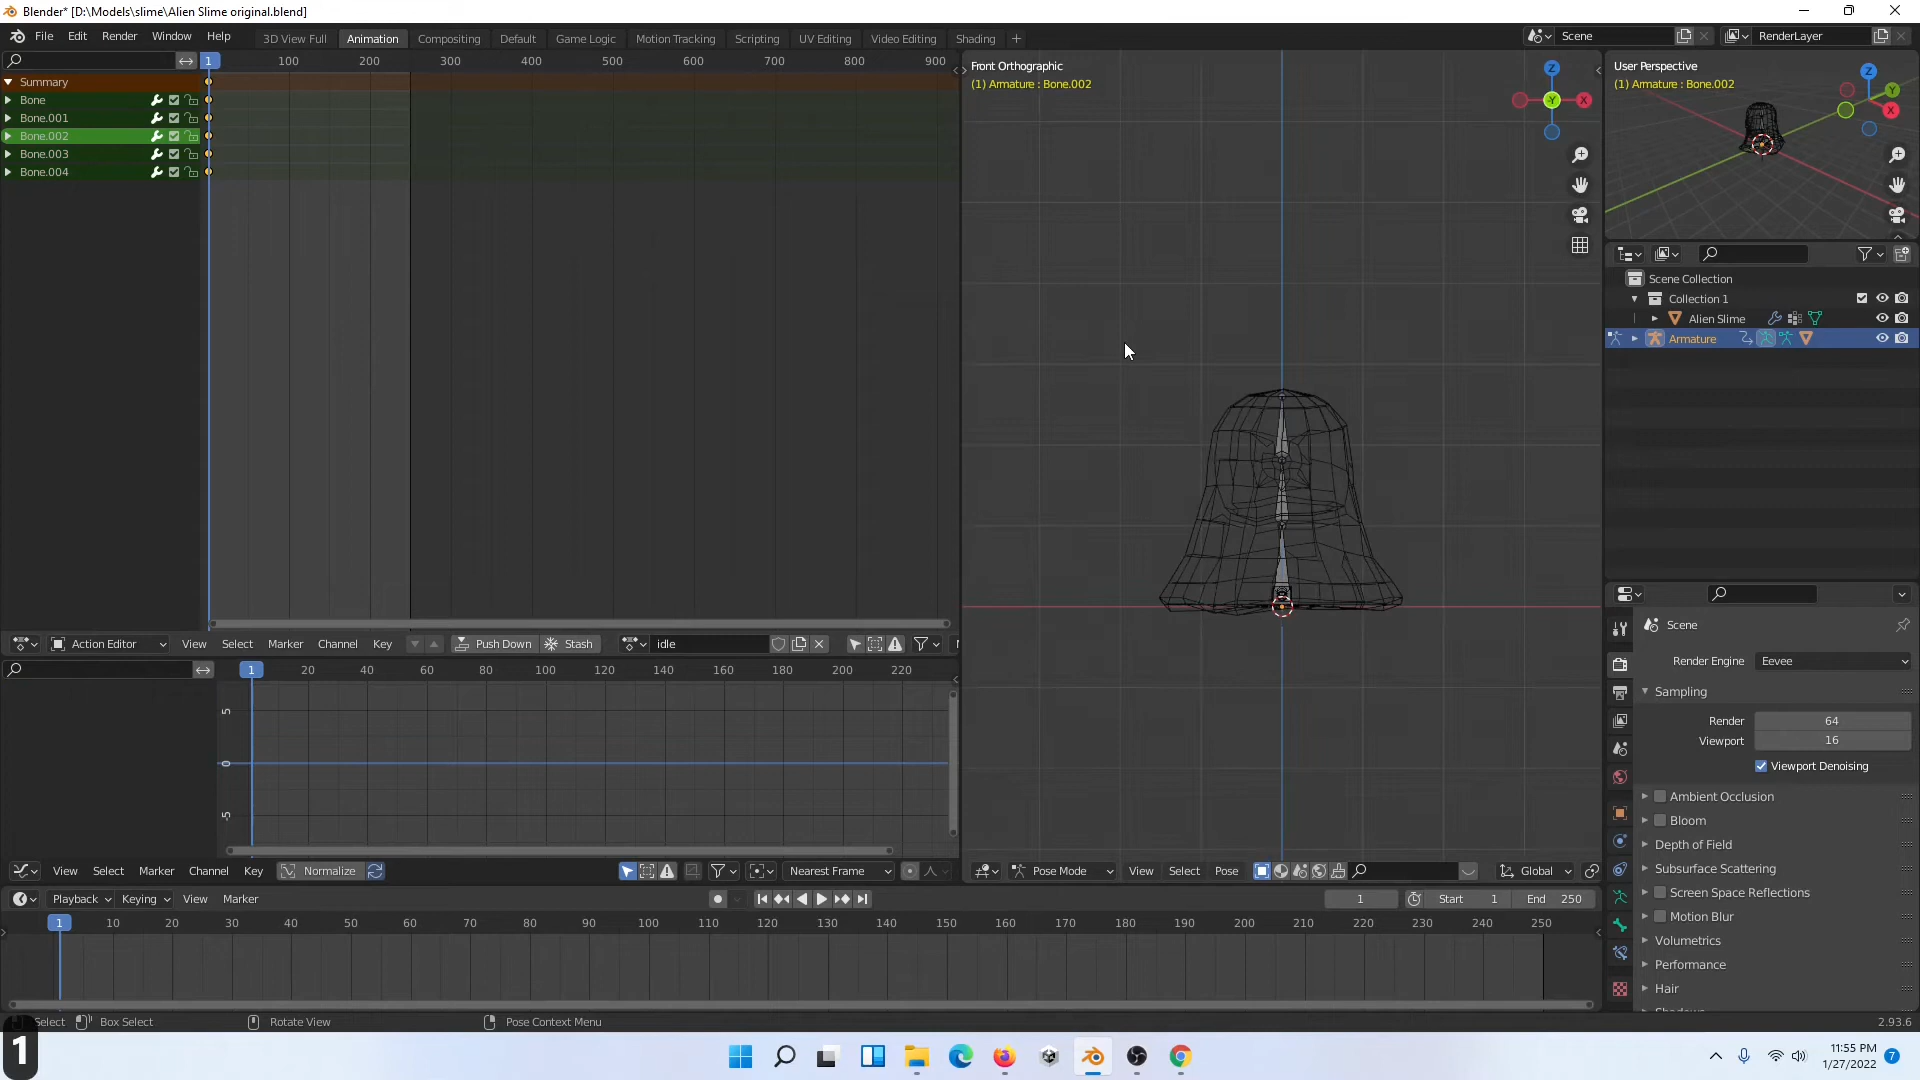 Blender* [D:\Models\slime\Alien Slime original.blend]
File Edit Render Window Help 3D View Full Animation Compositing Default Game Logic Motion Tracking Scripting UV Editing Video Editing Shading + Scene RenderLayer
1 100 200 300 400 500 600 700 800 900
Summary
Bone
Bone.001
Bone.002
Bone.003
Bone.004
Front Orthographic
(1) Armature : Bone.002
Z
-Y
X
User Perspective
(1) Armature : Bone.002
Z
Y
X
Scene Collection
Collection 1
Alien Slime
Armature
Action Editor View Select Marker Channel Key Push Down Stash idle
1 20 40 60 80 100 120 140 160 180 200 220
5
0
-5
View Select Marker Channel Key Normalize Nearest Frame
Pose Mode View Select Pose Global
Scene
Render Engine Eevee
Sampling
Render 64
Viewport 16
Viewport Denoising
Ambient Occlusion
Bloom
Depth of Field
Subsurface Scattering
Screen Space Reflections
Motion Blur
Volumetrics
Performance
Hair
Playback Keying View Marker 1 Start 1 End 250
1 10 20 30 40 50 60 70 80 90 100 110 120 130 140 150 160 170 180 190 200 210 220 230 240 250
Select Box Select Rotate View Pose Context Menu 2.93.6
1
11:55 PM
1/27/2022
7